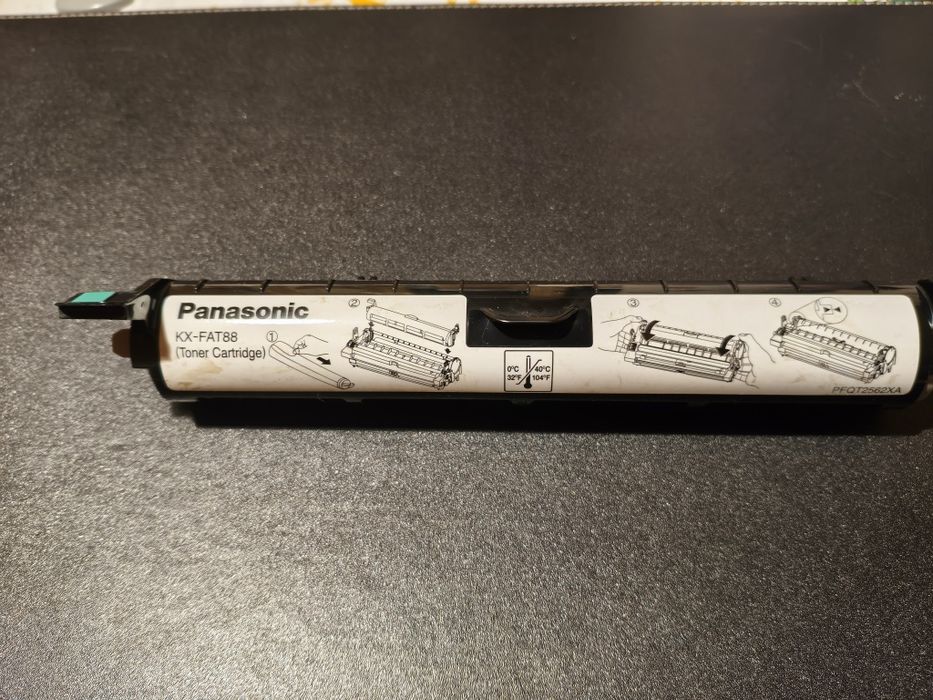 Panasonic
KX-FAT88
(Toner Cartridge)
①
②
0°C
32°F
40°C
104°F
③
④
PFQT2562XA